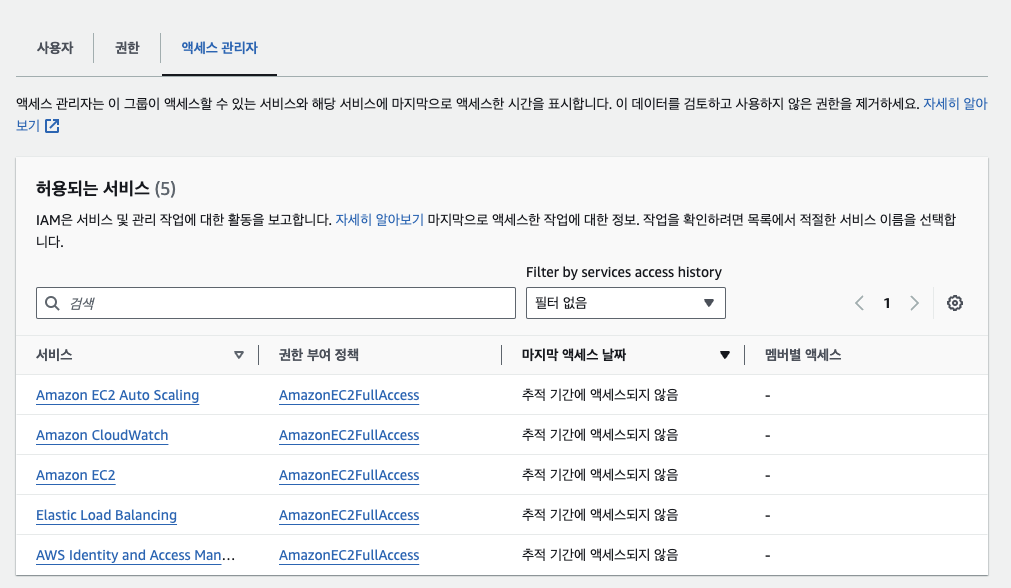 사용자
권한
액세스 관리자
액세스 관리자는 이 그룹이 액세스할 수 있는 서비스와 해당 서비스에 마지막으로 액세스한 시간을 표시합니다. 이 데이터를 검토하고 사용하지 않은 권한을 제거하세요. 자세히 알아
보기
허용되는 서비스 (5)
IAM은 서비스 및 관리 작업에 대한 활동을 보고합니다. 자세히 알아보기 마지막으로 액세스한 작업에 대한 정보. 작업을 확인하려면 목록에서 적절한 서비스 이름을 선택합
니다.
Filter by services access history
검색
필터 없음
1
서비스
권한 부여 정책
마지막 액세스 날짜
멤버별 액세스
Amazon EC2 Auto Scaling
AmazonEC2FullAccess
추적 기간에 액세스되지 않음
-
Amazon CloudWatch
AmazonEC2FullAccess
추적 기간에 액세스되지 않음
-
Amazon EC2
AmazonEC2FullAccess
추적 기간에 액세스되지 않음
-
Elastic Load Balancing
AmazonEC2FullAccess
추적 기간에 액세스되지 않음
-
AWS Identity and Access Man...
AmazonEC2FullAccess
추적 기간에 액세스되지 않음
-